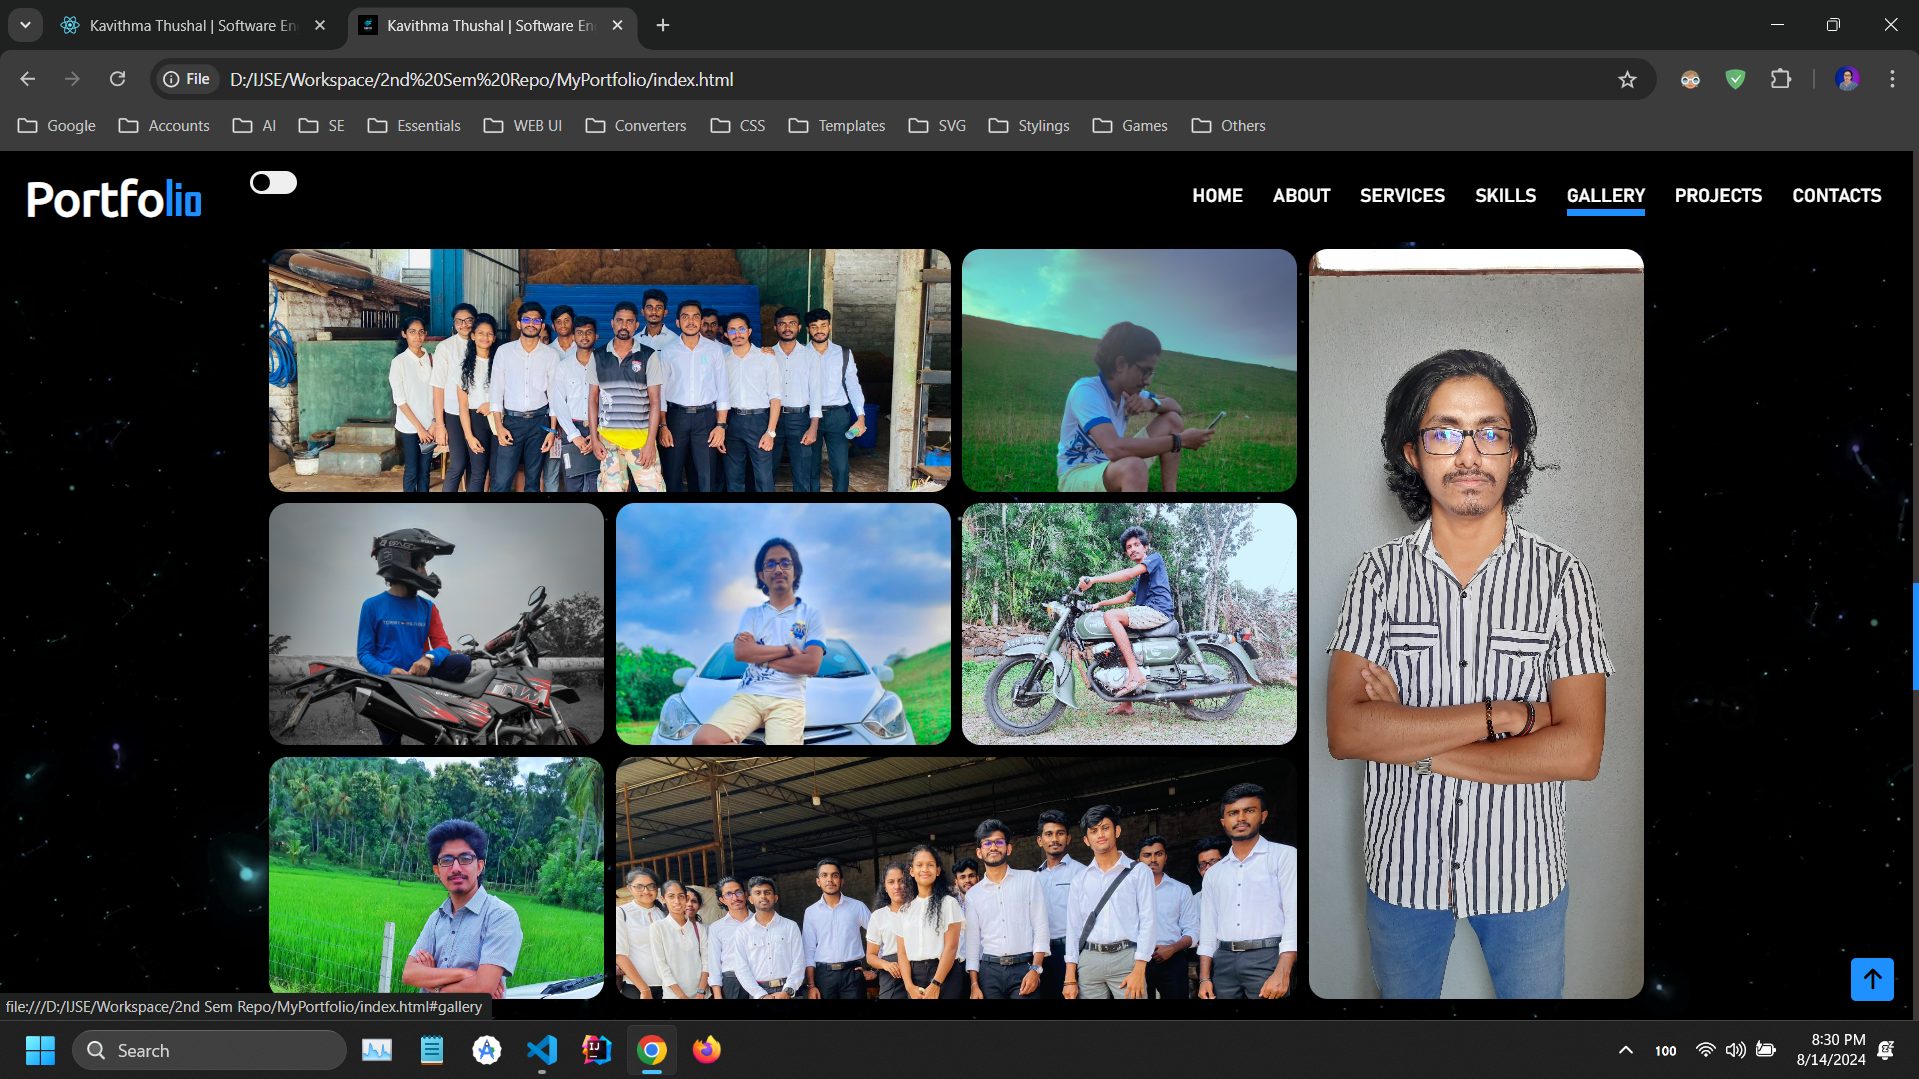 Kavithma Thushal | Software En
Kavithma Thushal | Software En
File D:/IJSE/Workspace/2nd%20Sem%20Repo/MyPortfolio/index.html
Google Accounts AI SE Essentials WEB UI Converters CSS Templates SVG Stylings Games Others
Portfolio
HOME ABOUT SERVICES SKILLS GALLERY PROJECTS CONTACTS
file:///D:/IJSE/Workspace/2nd Sem Repo/MyPortfolio/index.html#gallery
Search
100
8:30 PM
8/14/2024